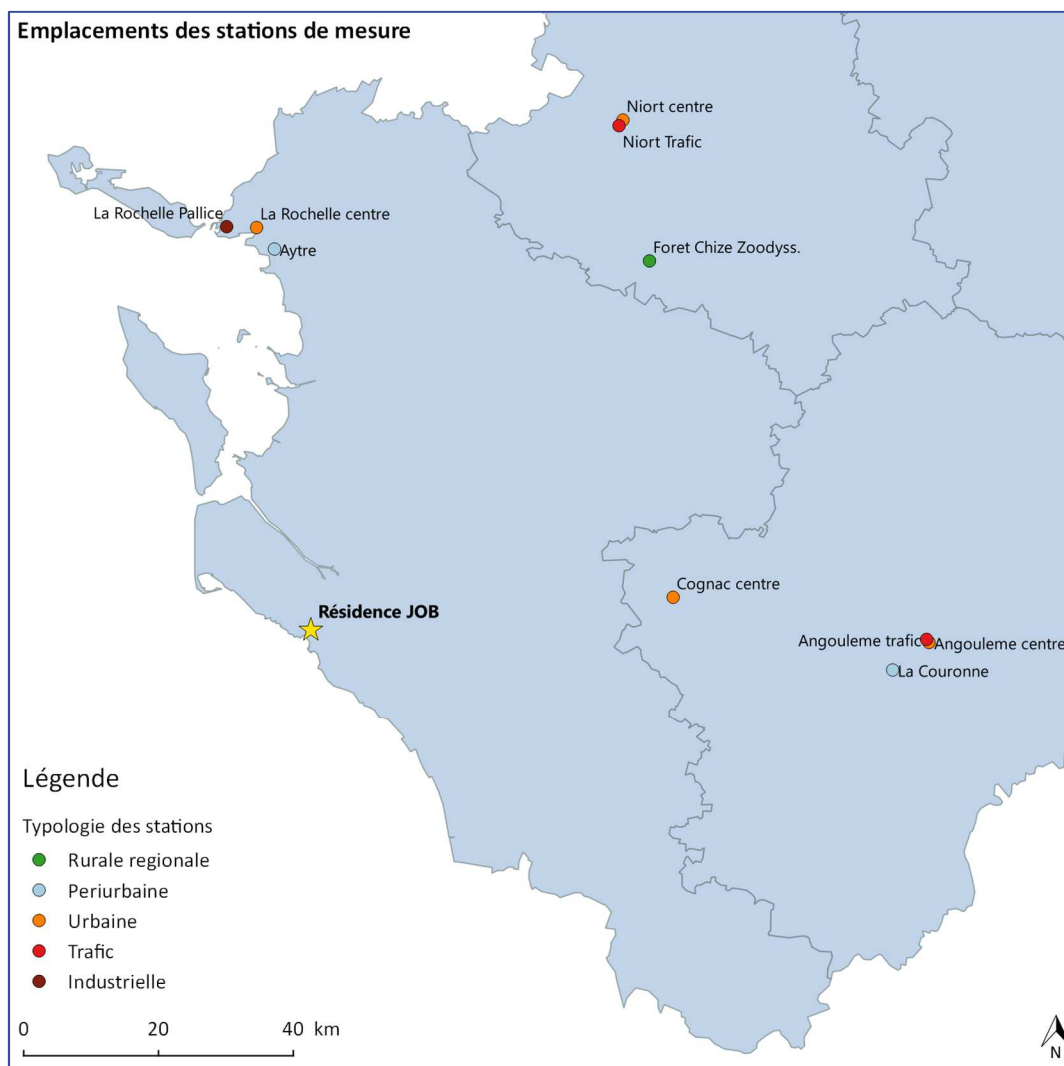 Emplacements des stations de mesure
Niort centre
Niort Trafic
La Rochelle Pallice
La Rochelle centre
Aytre
Foret Chize Zoodyss.
Cognac centre
Résidence JOB
Angouleme trafic
Angouleme centre
La Couronne
Légende
Typologie des stations
Rurale regionale
Periurbaine
Urbaine
Trafic
Industrielle
0 20 40 km
N